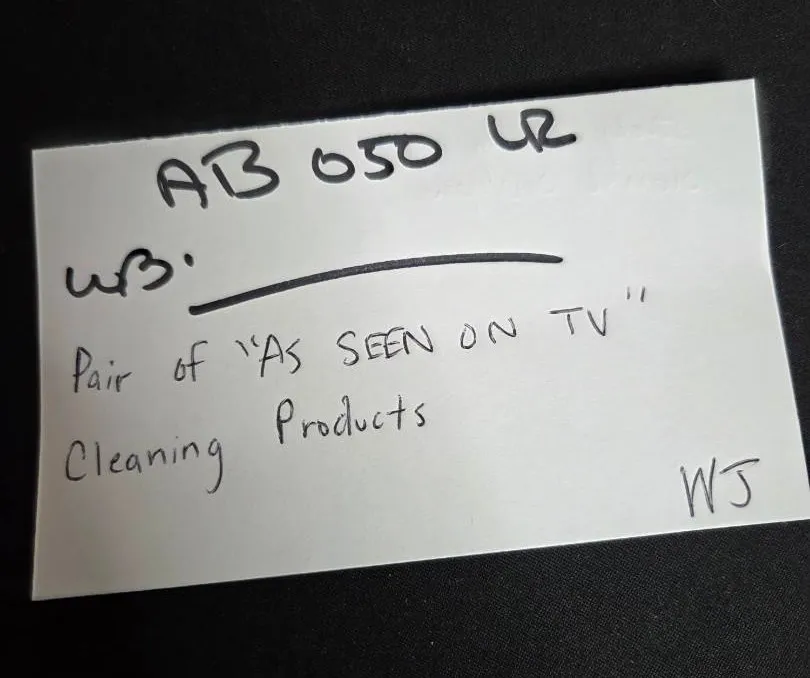 AB 050 LR
WB.
Pair of "As SEEN ON TV"
Cleaning Products
WJ